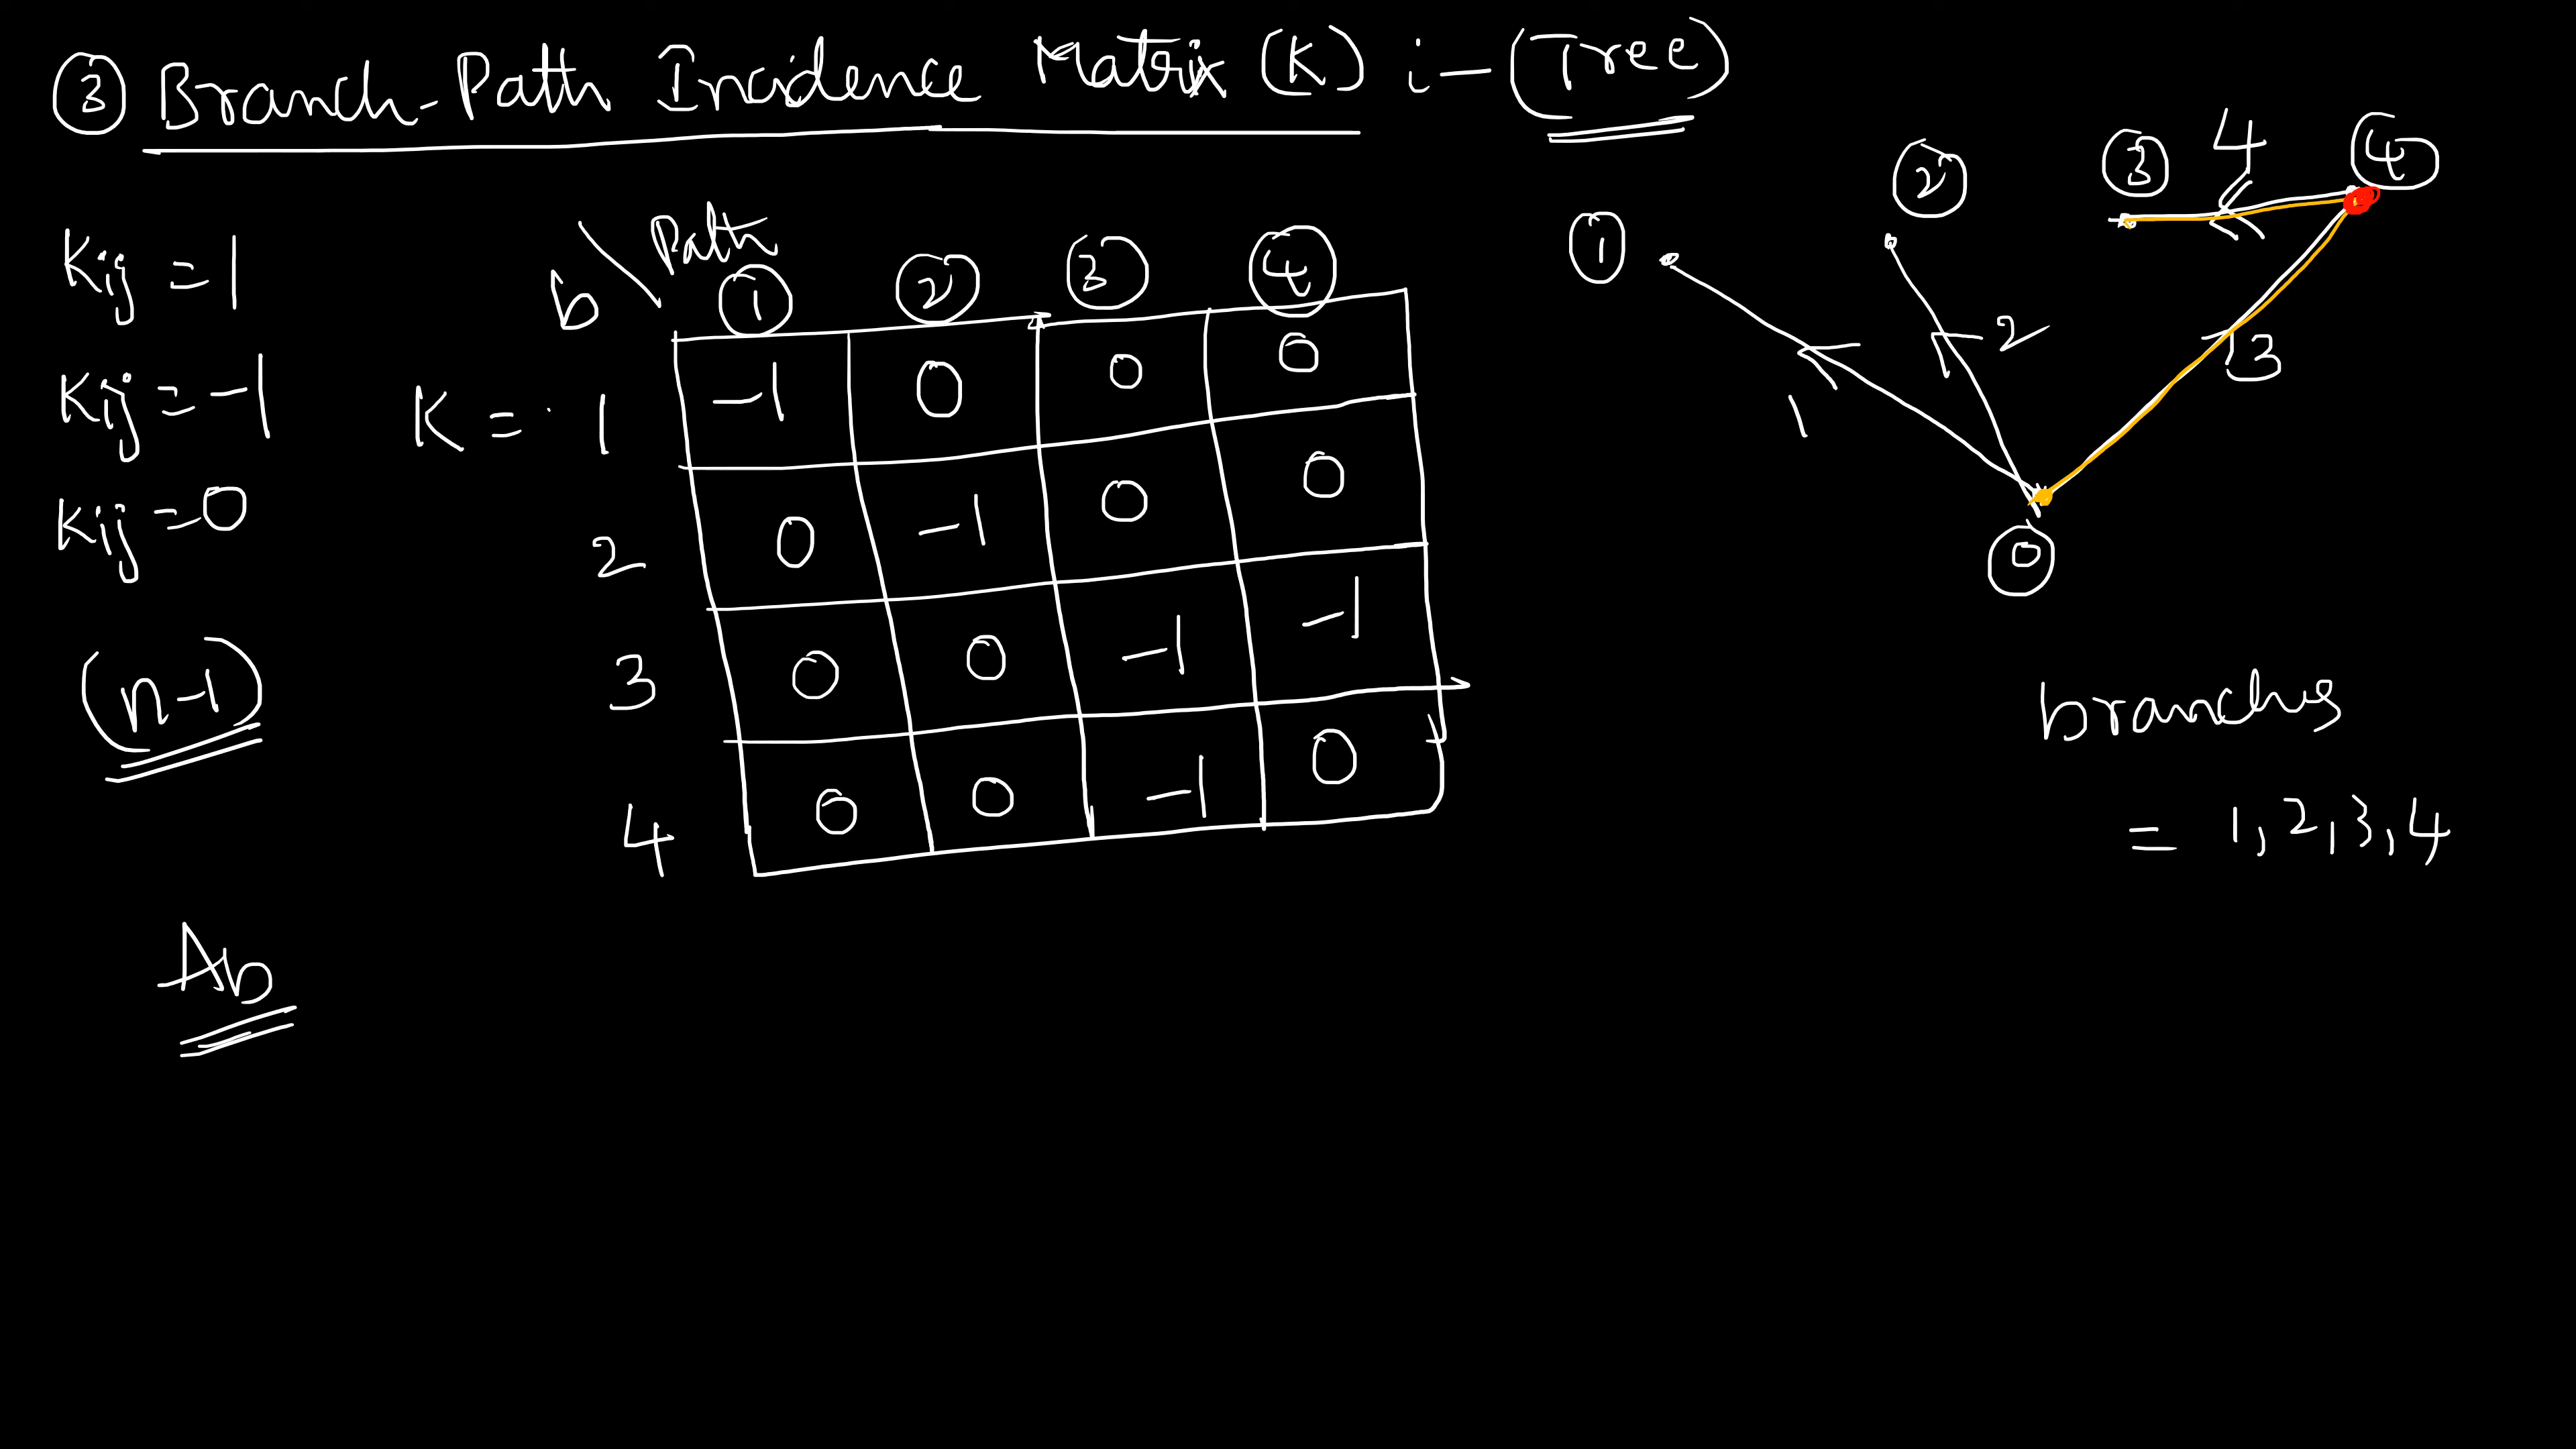 ③ Branch-Path Incidence Matrix (K) :- (Tree)
Kij = 1
Kij = -1
Kij = 0
(n-1)
Ab
b \ Path
① ② ③ ④
K = 1 -1 0 0 0
2 0 -1 0 0
3 0 0 -1 -1
4 0 0 -1 0
① ② ③ 4 ④
1 2 3
⓪
branches
= 1, 2, 3, 4